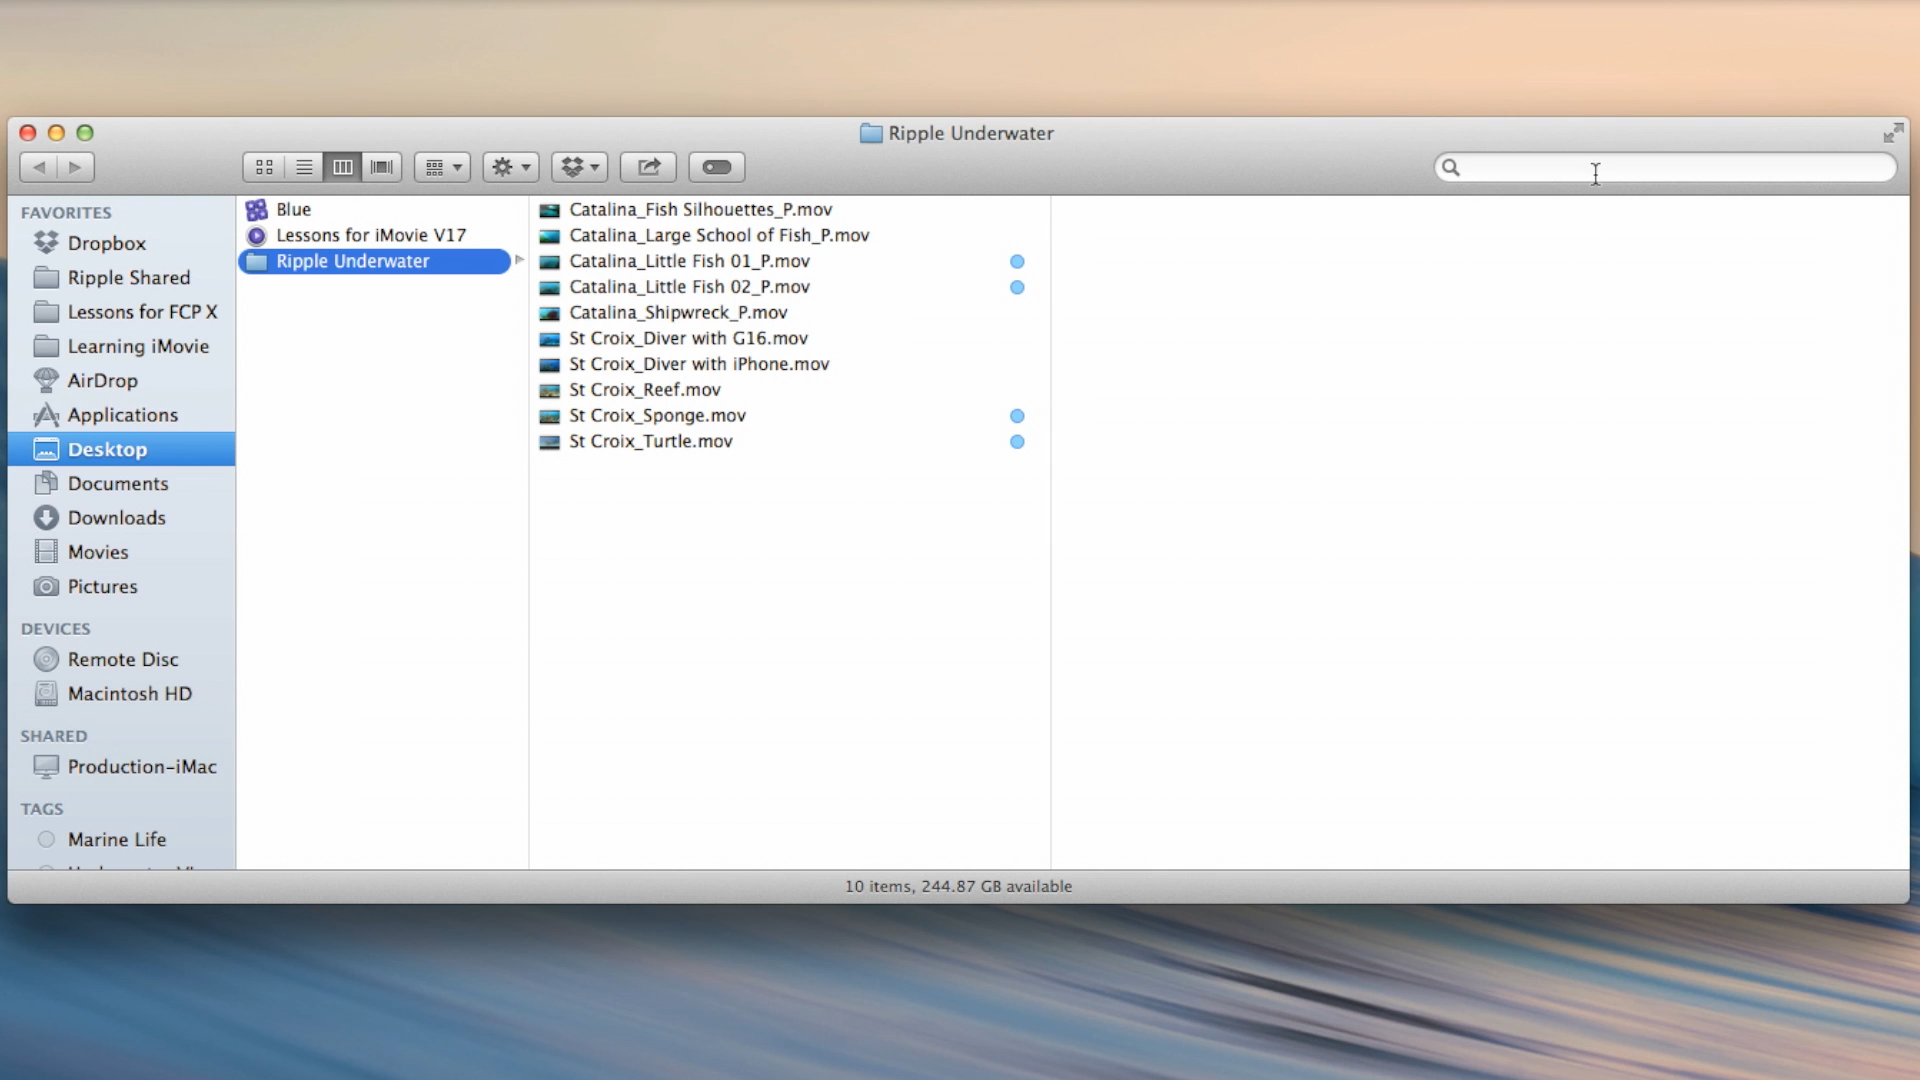 Ripple Underwater
FAVORITES
Dropbox
Ripple Shared
Lessons for FCP X
Learning iMovie
AirDrop
Applications
Desktop
Documents
Downloads
Movies
Pictures
DEVICES
Remote Disc
Macintosh HD
SHARED
Production-iMac
TAGS
Marine Life
Blue
Lessons for iMovie V17
Ripple Underwater
Catalina_Fish Silhouettes_P.mov
Catalina_Large School of Fish_P.mov
Catalina_Little Fish 01_P.mov
Catalina_Little Fish 02_P.mov
Catalina_Shipwreck_P.mov
St Croix_Diver with G16.mov
St Croix_Diver with iPhone.mov
St Croix_Reef.mov
St Croix_Sponge.mov
St Croix_Turtle.mov
10 items, 244.87 GB available